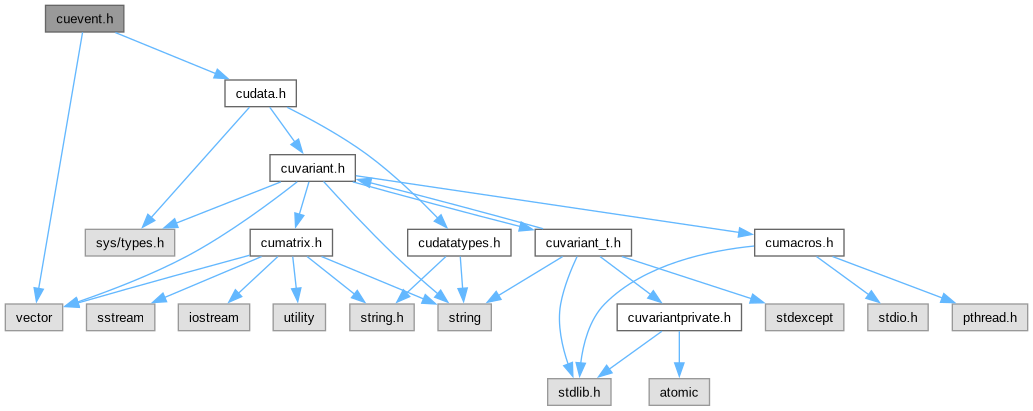 cuevent.h
cudata.h
cuvariant.h
sys/types.h
cumatrix.h
cudatatypes.h
cuvariant_t.h
cumacros.h
vector
sstream
iostream
utility
string.h
string
cuvariantprivate.h
stdexcept
stdio.h
pthread.h
stdlib.h
atomic